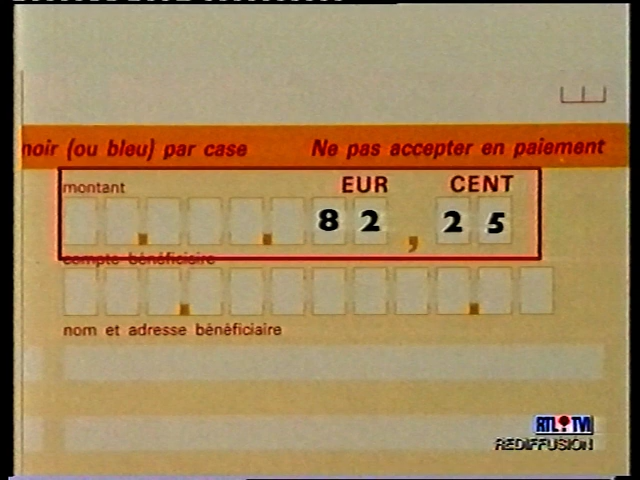 noir (ou bleu) par case Ne pas accepter en paiement
montant EUR CENT
82,25
compte bénéficiaire
nom et adresse bénéficiaire
RTL TVI
REDIFFUSION